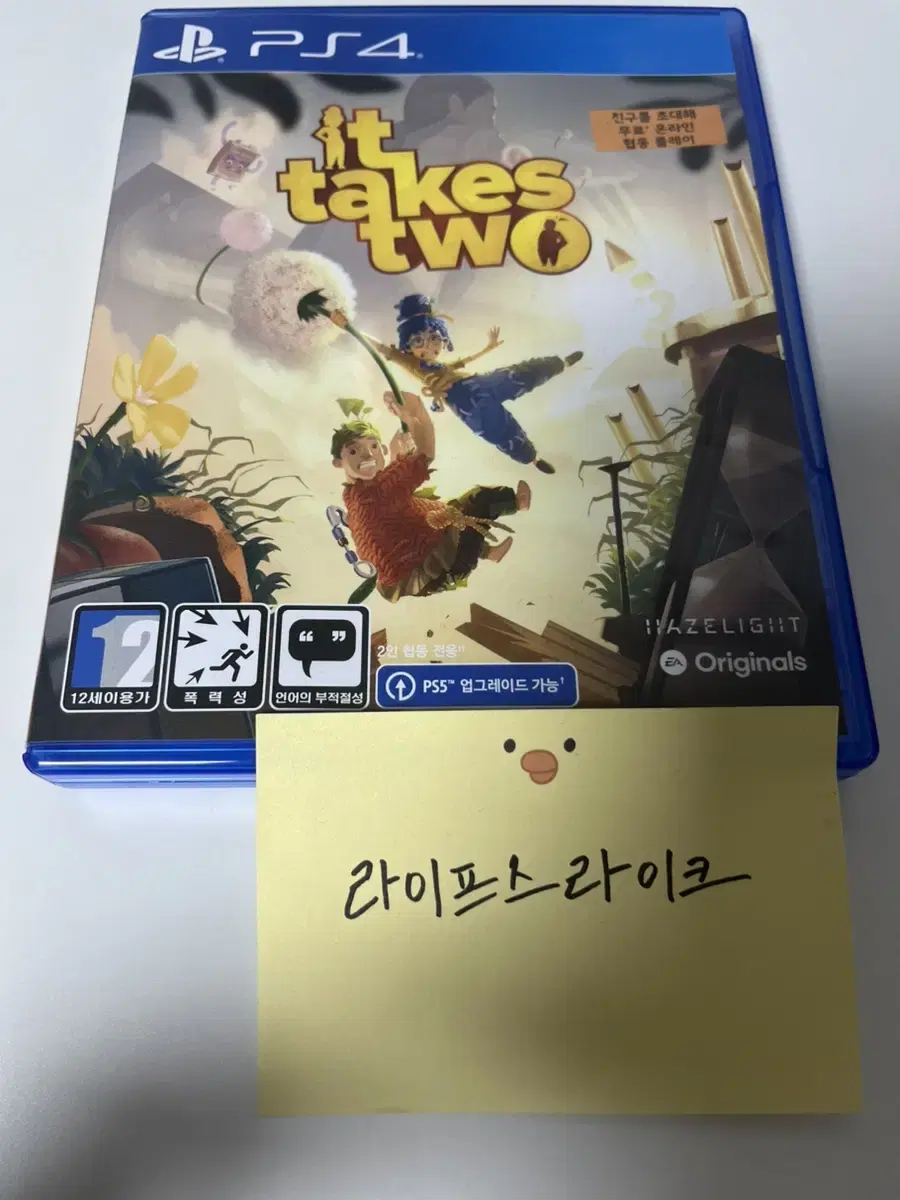 PS4
친구를 초대해
무료* 온라인
협동 플레이
it
takes
two
HAZELIGHT
EA Originals
2인 협동 전용††
PS5™ 업그레이드 가능†
12
12세이용가
폭력성
“ ”
언어의 부적절성
라이프스라이크